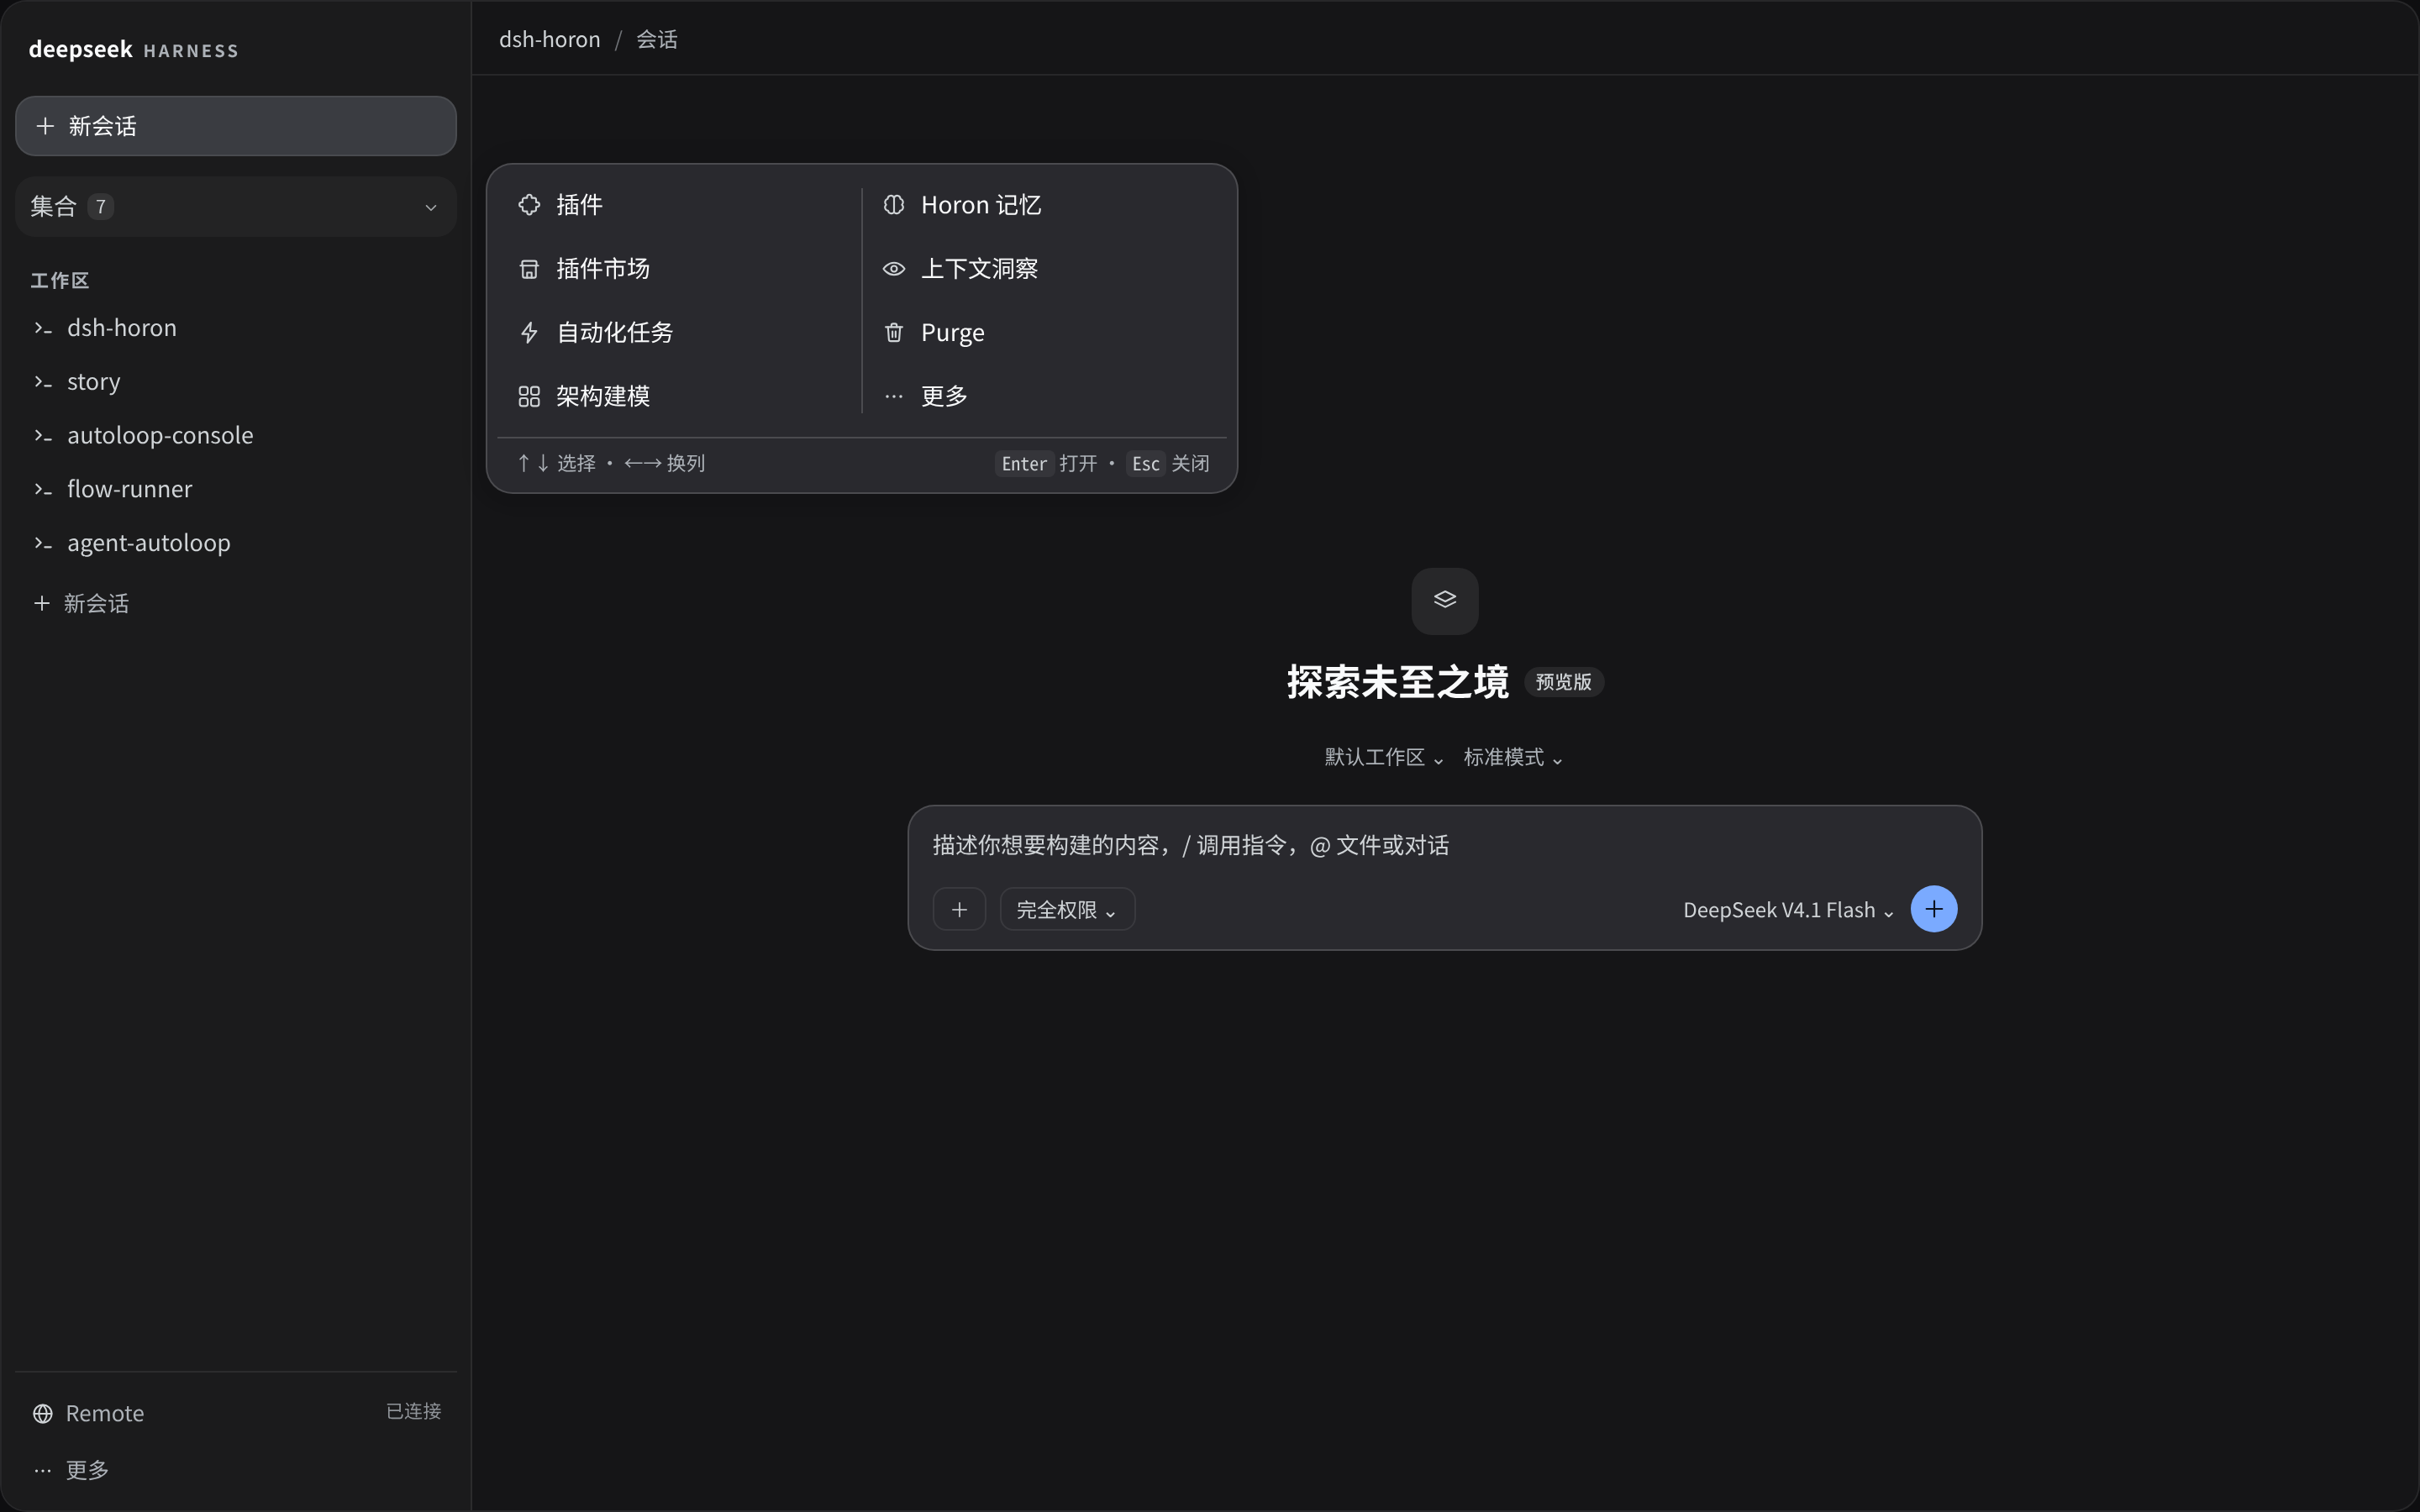 deepseek HARNESS
新会话
集合 7
工作区
dsh-horon
story
autoloop-console
flow-runner
agent-autoloop
新会话
Remote 已连接
更多
dsh-horon / 会话
插件
插件市场
自动化任务
架构建模
Horon 记忆
上下文洞察
Purge
更多
↑↓ 选择 · ←→ 换列
Enter 打开 · Esc 关闭
探索未至之境 预览版
默认工作区 标准模式
描述你想要构建的内容，/ 调用指令，@ 文件或对话
完全权限
DeepSeek V4.1 Flash